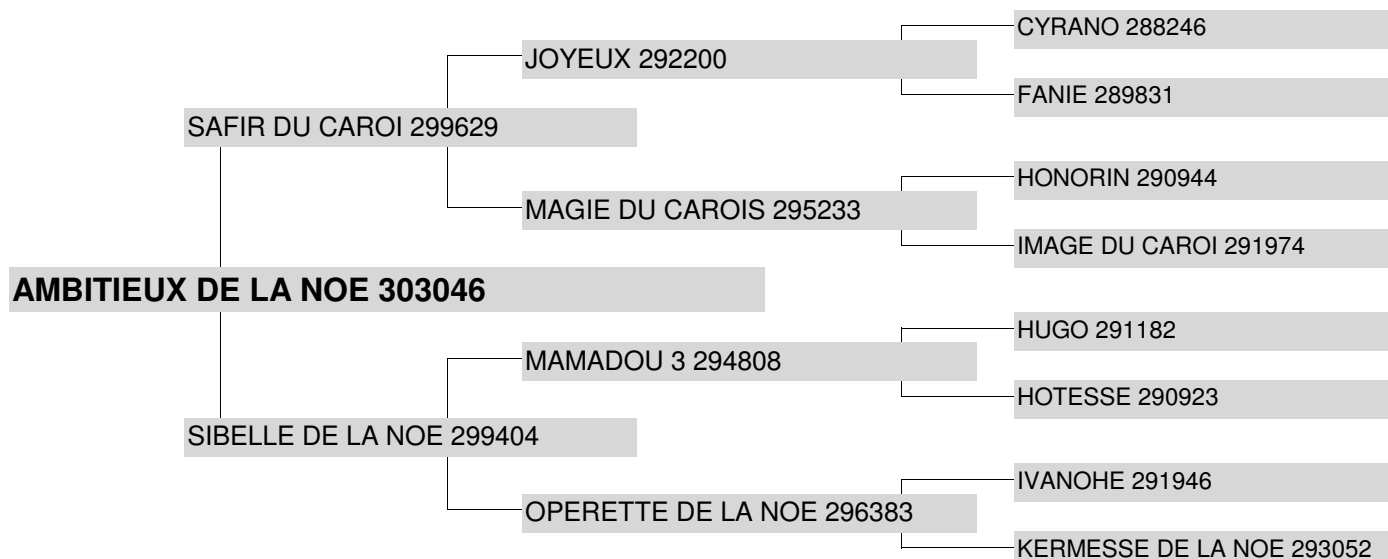 CYRANO 288246
JOYEUX 292200
FANIE 289831
SAFIR DU CAROI 299629
HONORIN 290944
MAGIE DU CAROIS 295233
IMAGE DU CAROI 291974
AMBITIEUX DE LA NOE 303046
HUGO 291182
MAMADOU 3 294808
HOTESSE 290923
SIBELLE DE LA NOE 299404
IVANOHE 291946
OPERETTE DE LA NOE 296383
KERMESSE DE LA NOE 293052